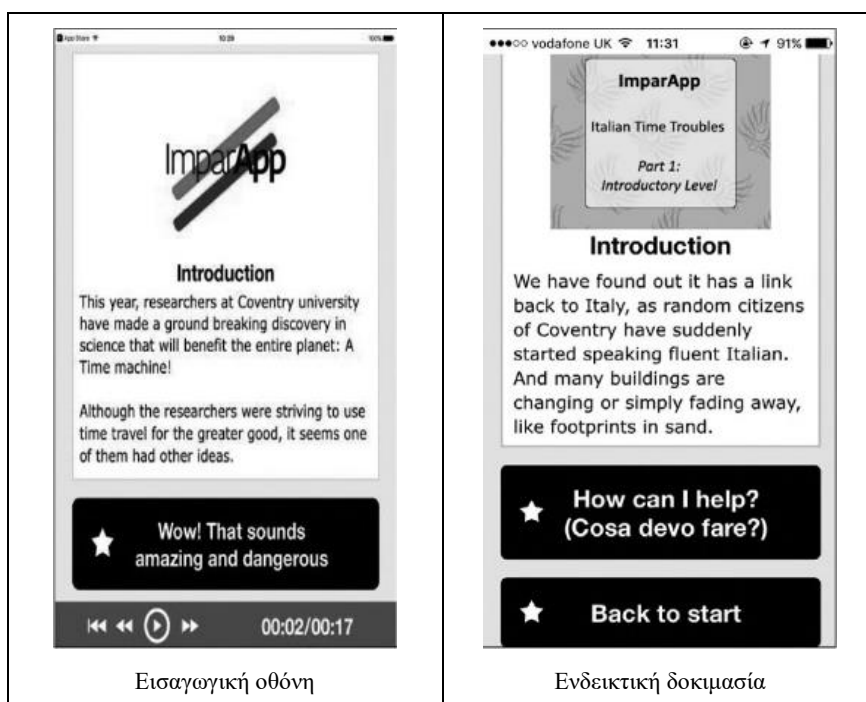 App Store 10:39 100%
ImparApp
Introduction
This year, researchers at Coventry university
have made a ground breaking discovery in
science that will benefit the entire planet: A
Time machine!
Although the researchers were striving to use
time travel for the greater good, it seems one
of them had other ideas.
Wow! That sounds
amazing and dangerous
00:02/00:17
Εισαγωγική οθόνη
vodafone UK 11:31 91%
ImparApp
Italian Time Troubles
Part 1:
Introductory Level
Introduction
We have found out it has a link
back to Italy, as random citizens
of Coventry have suddenly
started speaking fluent Italian.
And many buildings are
changing or simply fading away,
like footprints in sand.
How can I help?
(Cosa devo fare?)
Back to start
Ενδεικτική δοκιμασία